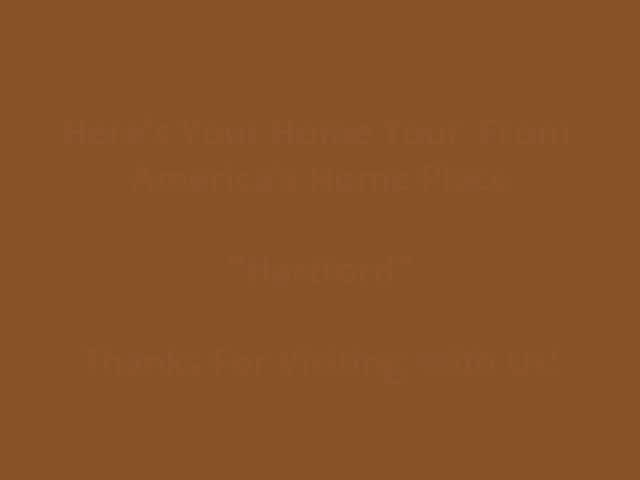 Here's Your Home Tour From
America's Home Place
"Hartford"
Thanks For Visiting With Us!